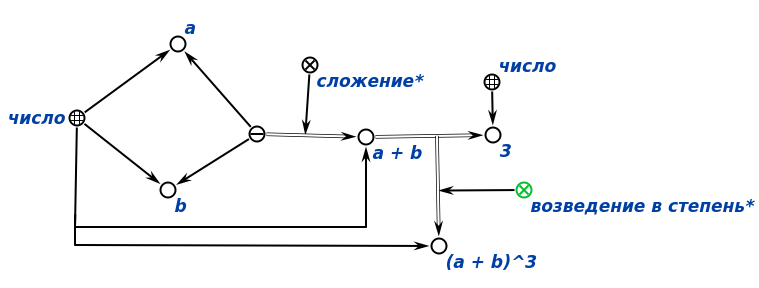 a
число
сложение*
число
a + b
3
b
возведение в степень*
(a + b)^3